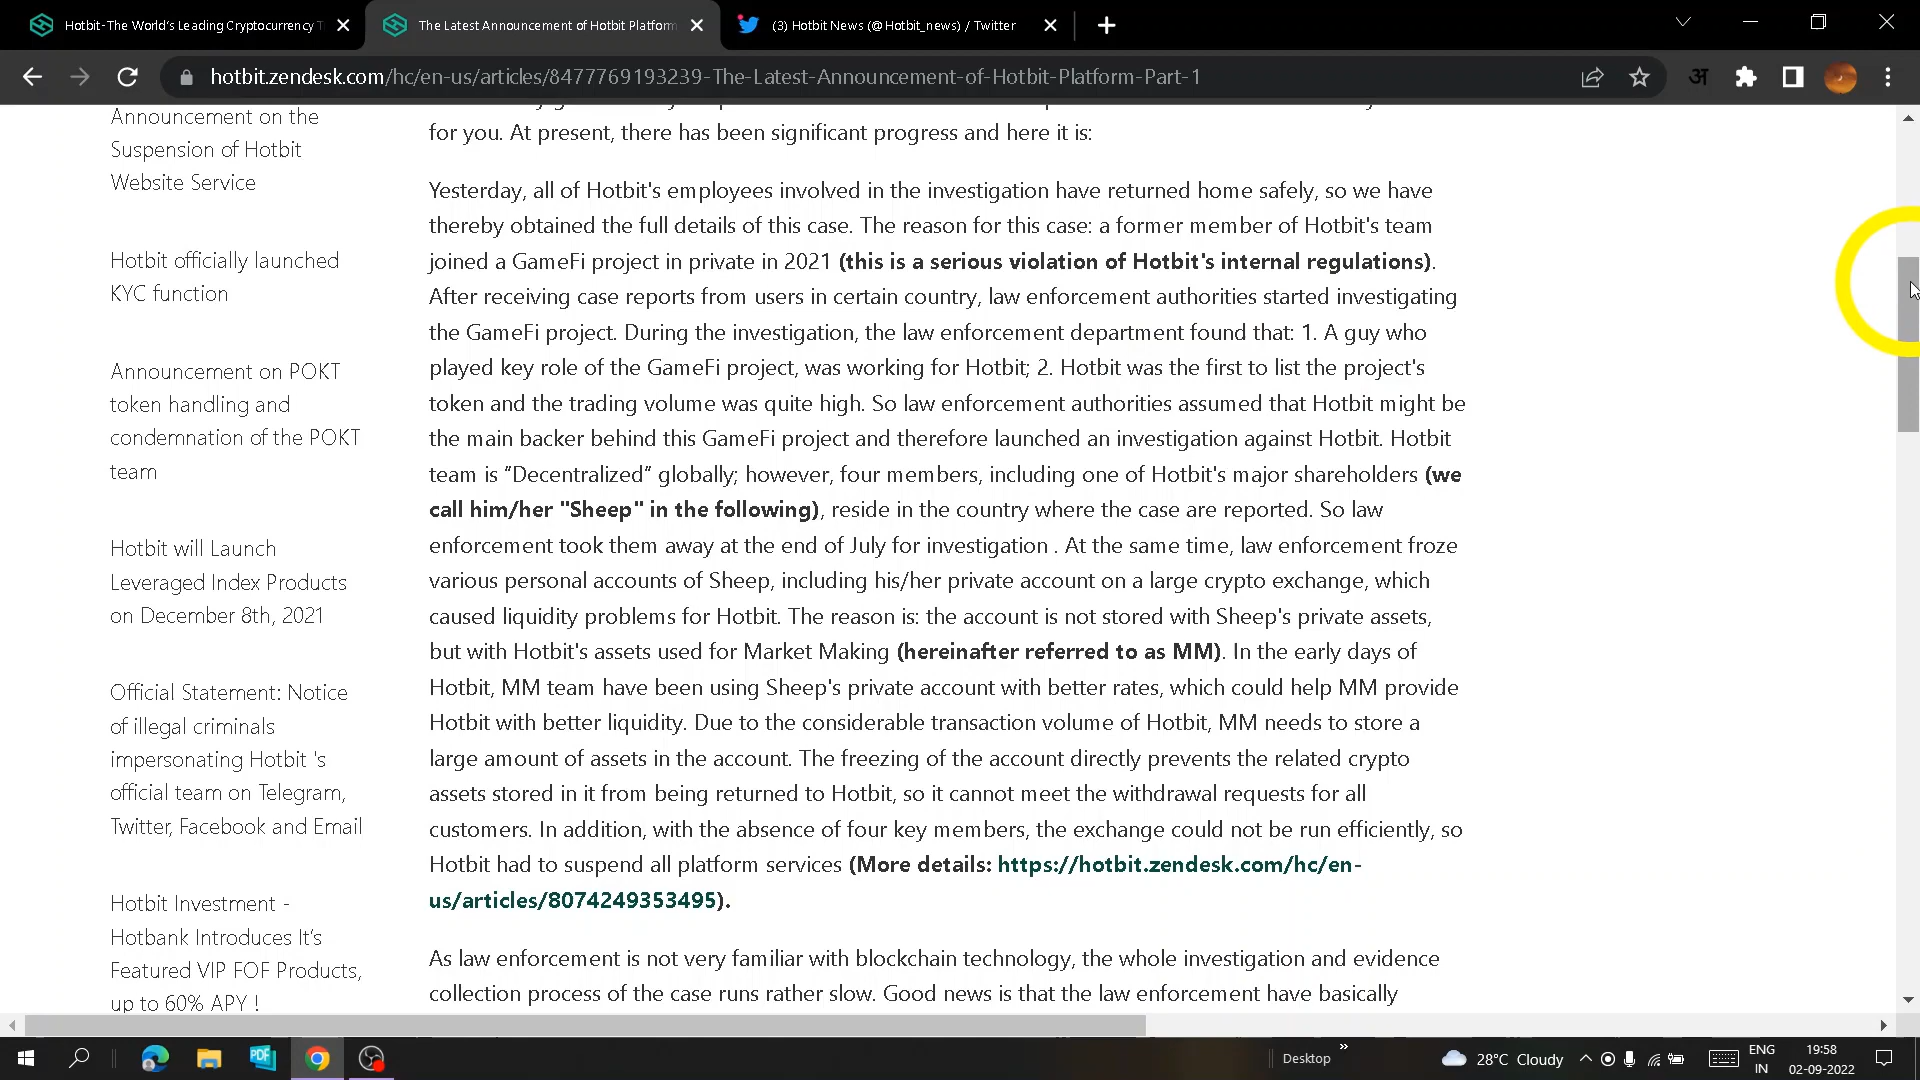 Hotbit-The World's Leading Cryptocurrency T
The Latest Announcement of Hotbit Platform
(3) Hotbit News (@Hotbit_news) / Twitter
hotbit.zendesk.com/hc/en-us/articles/8477769193239-The-Latest-Announcement-of-Hotbit-Platform-Part-1
अ
Announcement on the
Suspension of Hotbit
Website Service
Hotbit officially launched
KYC function
Announcement on POKT
token handling and
condemnation of the POKT
team
Hotbit will Launch
Leveraged Index Products
on December 8th, 2021
Official Statement: Notice
of illegal criminals
impersonating Hotbit 's
official team on Telegram,
Twitter, Facebook and Email
Hotbit Investment -
Hotbank Introduces It's
Featured VIP FOF Products,
up to 60% APY !
for you. At present, there has been significant progress and here it is:
Yesterday, all of Hotbit's employees involved in the investigation have returned home safely, so we have
thereby obtained the full details of this case. The reason for this case: a former member of Hotbit's team
joined a GameFi project in private in 2021 (this is a serious violation of Hotbit's internal regulations).
After receiving case reports from users in certain country, law enforcement authorities started investigating
the GameFi project. During the investigation, the law enforcement department found that: 1. A guy who
played key role of the GameFi project, was working for Hotbit; 2. Hotbit was the first to list the project's
token and the trading volume was quite high. So law enforcement authorities assumed that Hotbit might be
the main backer behind this GameFi project and therefore launched an investigation against Hotbit. Hotbit
team is “Decentralized“ globally; however, four members, including one of Hotbit's major shareholders (we
call him/her "Sheep" in the following), reside in the country where the case are reported. So law
enforcement took them away at the end of July for investigation . At the same time, law enforcement froze
various personal accounts of Sheep, including his/her private account on a large crypto exchange, which
caused liquidity problems for Hotbit. The reason is: the account is not stored with Sheep's private assets,
but with Hotbit's assets used for Market Making (hereinafter referred to as MM). In the early days of
Hotbit, MM team have been using Sheep's private account with better rates, which could help MM provide
Hotbit with better liquidity. Due to the considerable transaction volume of Hotbit, MM needs to store a
large amount of assets in the account. The freezing of the account directly prevents the related crypto
assets stored in it from being returned to Hotbit, so it cannot meet the withdrawal requests for all
customers. In addition, with the absence of four key members, the exchange could not be run efficiently, so
Hotbit had to suspend all platform services (More details: https://hotbit.zendesk.com/hc/en-
us/articles/8074249353495).
As law enforcement is not very familiar with blockchain technology, the whole investigation and evidence
collection process of the case runs rather slow. Good news is that the law enforcement have basically
PDF
Desktop
28°C Cloudy
ENG
IN
19:58
02-09-2022